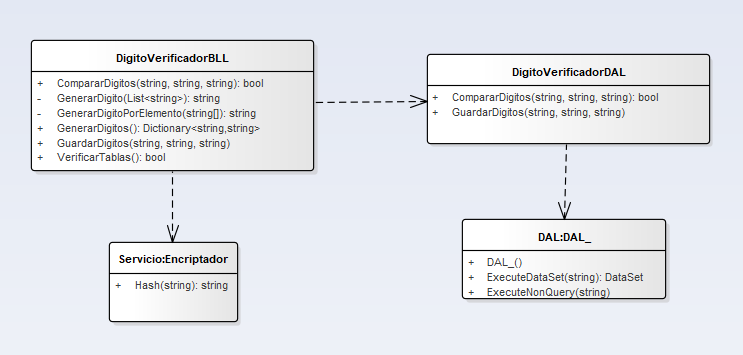 DigitoVerificadorBLL
+ CompararDigitos(string, string, string): bool
- GenerarDigito(List<string>): string
- GenerarDigitoPorElemento(string[]): string
+ GenerarDigitos(): Dictionary<string,string>
+ GuardarDigitos(string, string, string)
+ VerificarTablas(): bool
DigitoVerificadorDAL
+ CompararDigitos(string, string, string): bool
+ GuardarDigitos(string, string, string)
Servicio:Encriptador
+ Hash(string): string
DAL:DAL_
+ DAL_()
+ ExecuteDataSet(string): DataSet
+ ExecuteNonQuery(string)